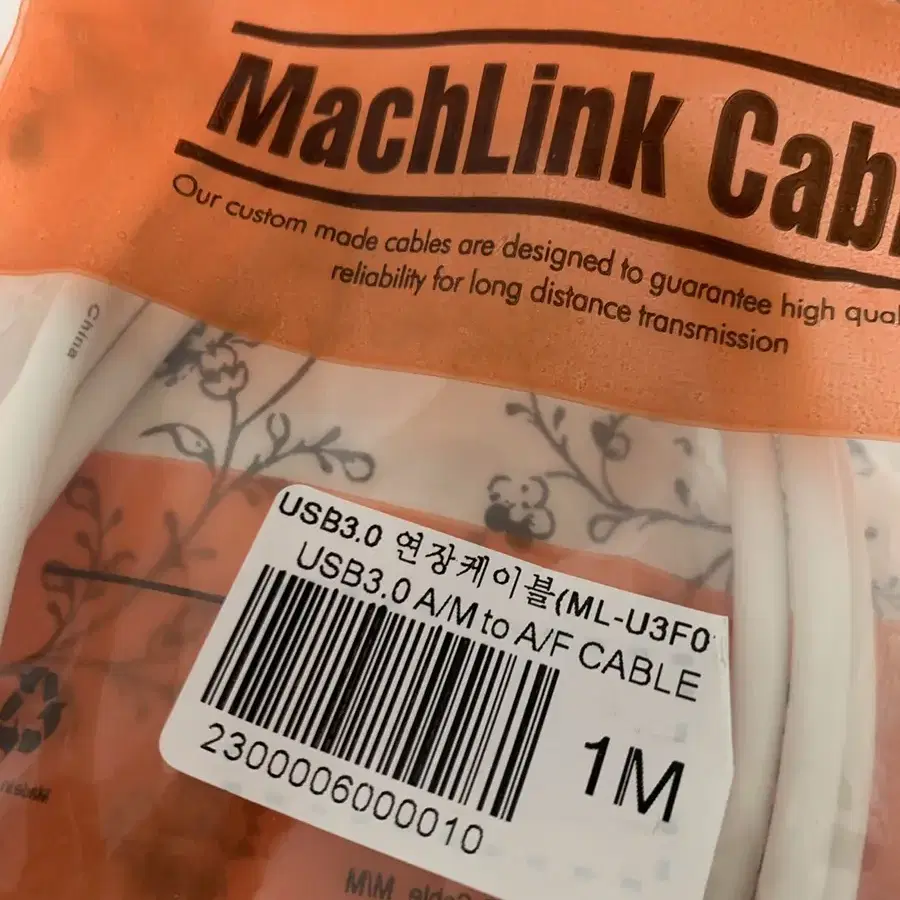 MachLink Cab
Our custom made cables are designed to guarantee high qual
reliability for long distance transmission
China
USB3.0 연장케이블(ML-U3F0
USB3.0 A/M to A/F CABLE
1M
2300006000010